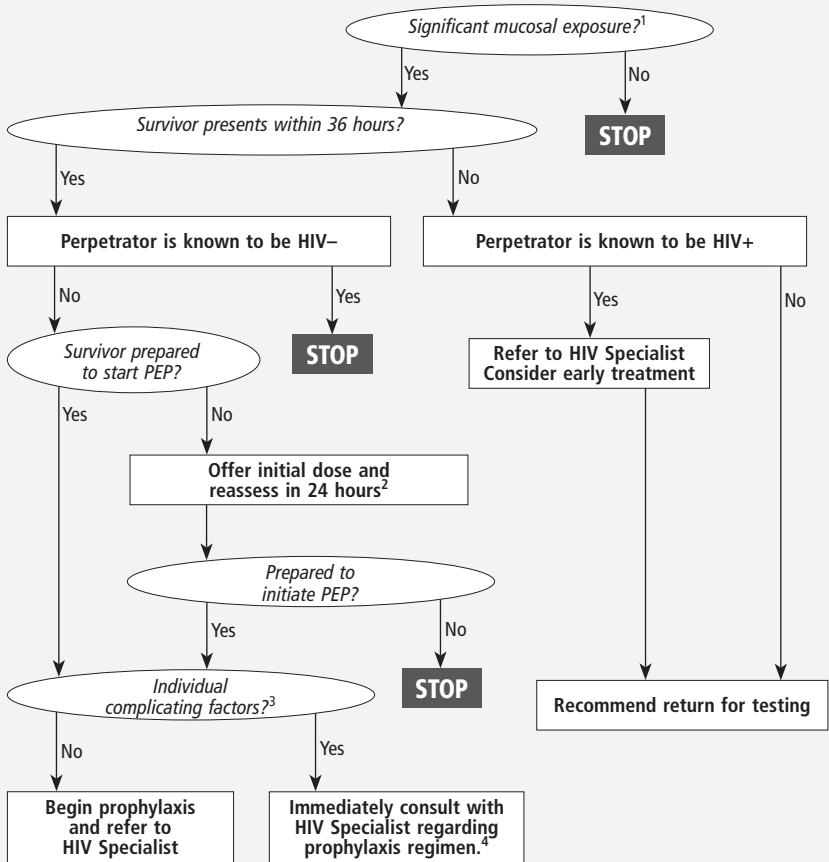 Significant mucosal exposure?¹
Yes
No
Survivor presents within 36 hours?
STOP
Yes
No
Perpetrator is known to be HIV–
Perpetrator is known to be HIV+
No
Yes
Yes
No
Survivor prepared
to start PEP?
STOP
Refer to HIV Specialist
Consider early treatment
Yes
No
Offer initial dose and
reassess in 24 hours²
Prepared to
initiate PEP?
Yes
No
STOP
Individual
complicating factors?³
Recommend return for testing
No
Yes
Begin prophylaxis
and refer to
HIV Specialist
Immediately consult with
HIV Specialist regarding
prophylaxis regimen.⁴